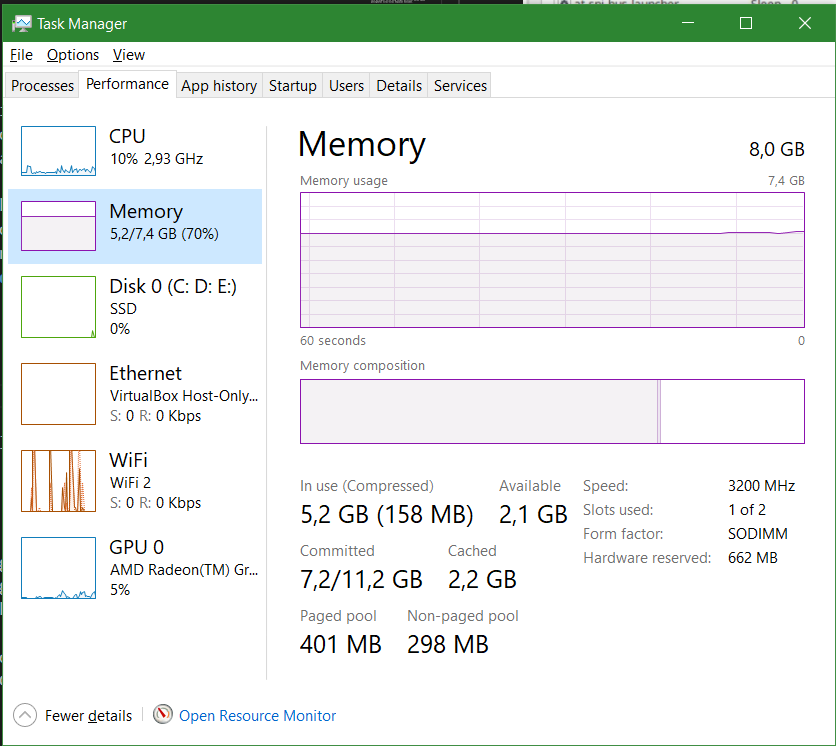 Task Manager
File Options View
Processes Performance App history Startup Users Details Services
CPU
10% 2,93 GHz
Memory
5,2/7,4 GB (70%)
Disk 0 (C: D: E:)
SSD
0%
Ethernet
VirtualBox Host-Only...
S: 0 R: 0 Kbps
WiFi
WiFi 2
S: 0 R: 0 Kbps
GPU 0
AMD Radeon(TM) Gr...
5%
Memory 8,0 GB
Memory usage 7,4 GB
60 seconds 0
Memory composition
In use (Compressed) Available
5,2 GB (158 MB) 2,1 GB
Committed Cached
7,2/11,2 GB 2,2 GB
Paged pool Non-paged pool
401 MB 298 MB
Speed: 3200 MHz
Slots used: 1 of 2
Form factor: SODIMM
Hardware reserved: 662 MB
Fewer details Open Resource Monitor